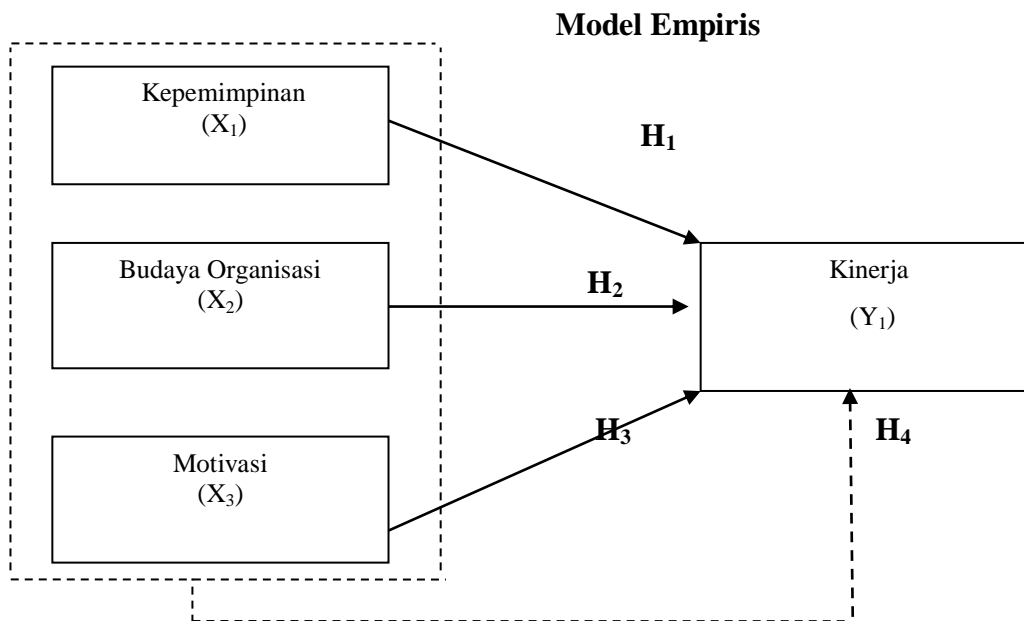 Model Empiris
Kepemimpinan
(X₁)
H₁
Budaya Organisasi
(X₂)
H₂
Kinerja
(Y₁)
Motivasi
(X₃)
H₃
H₄